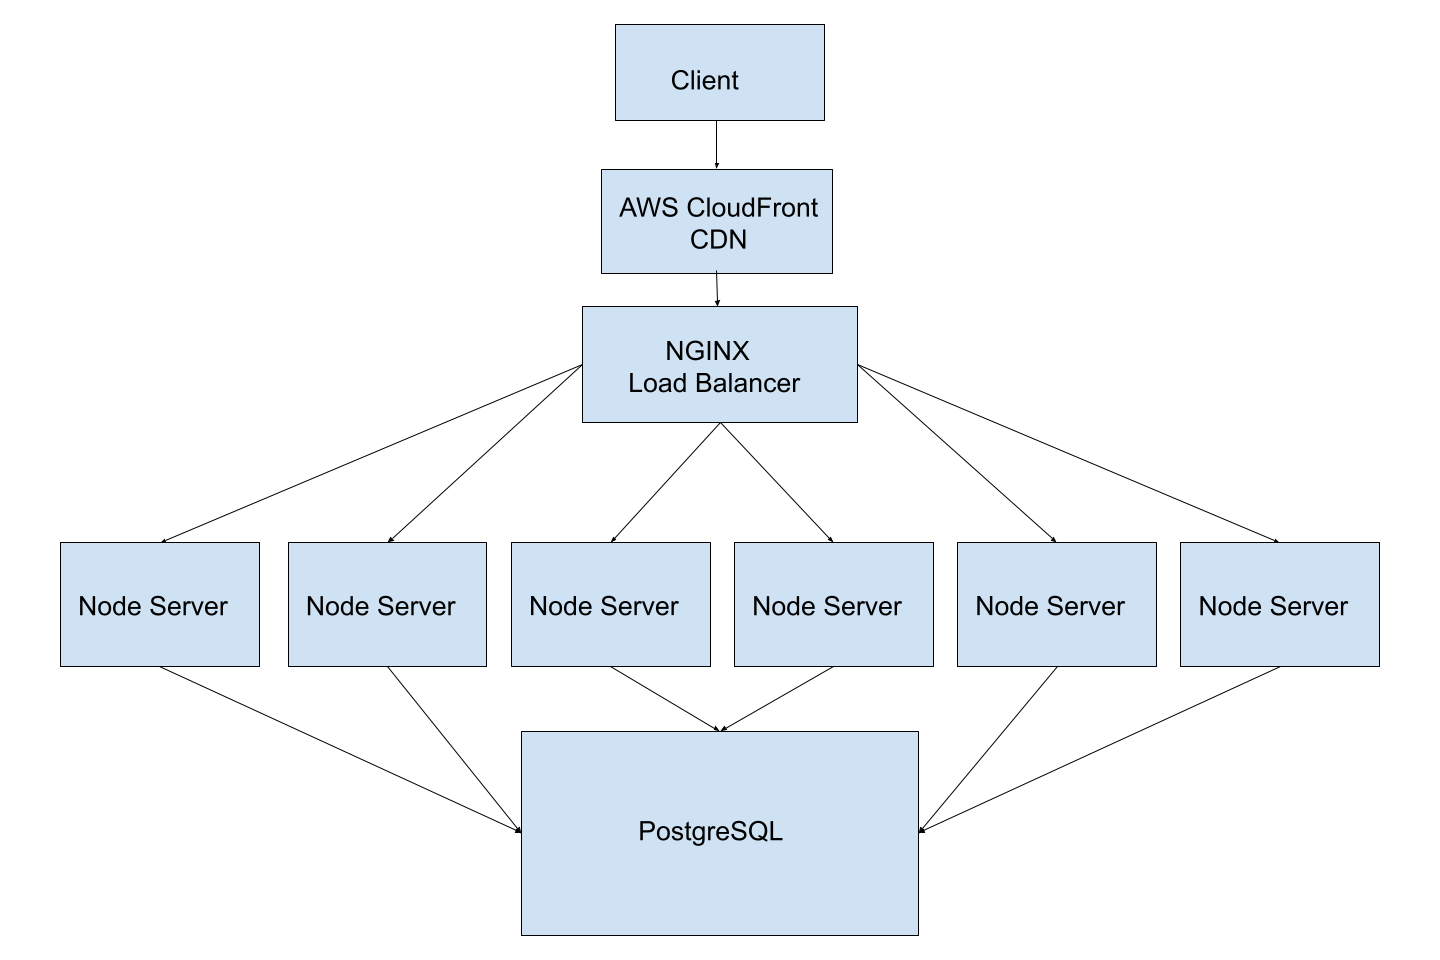 Client
AWS CloudFront
CDN
NGINX
Load Balancer
Node Server
Node Server
Node Server
Node Server
Node Server
Node Server
PostgreSQL